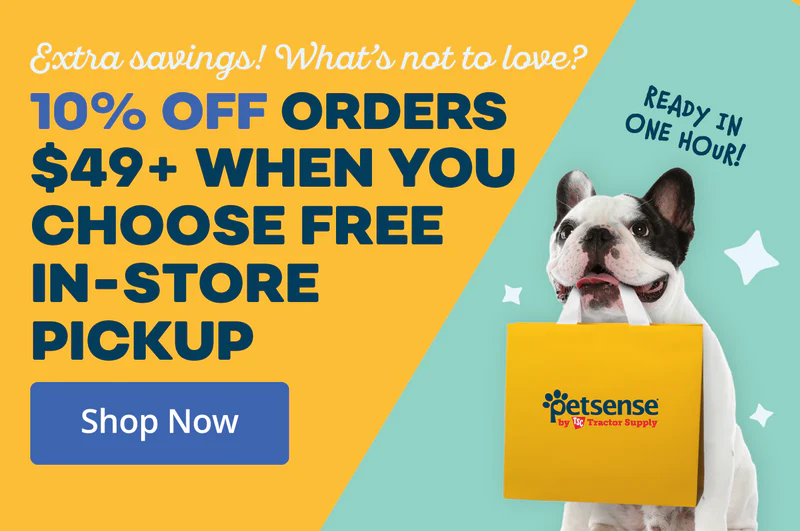 Extra savings! What's not to love?
10% OFF ORDERS
$49+ WHEN YOU
CHOOSE FREE
IN-STORE
PICKUP
Shop Now
READY IN
ONE HOUR!
petsense
by TSC Tractor Supply